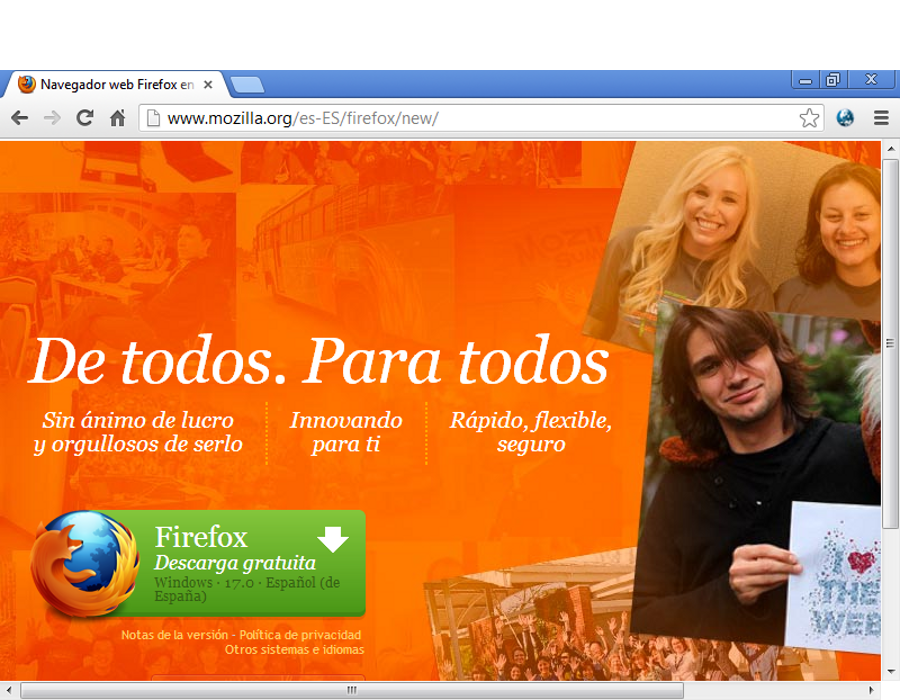 Navegador web Firefox en
www.mozilla.org/es-ES/firefox/new/
De todos. Para todos
Sin ánimo de lucro
y orgullosos de serlo
Innovando
para ti
Rápido, flexible,
seguro
I
THE
WEB
Firefox
Descarga gratuita
Windows · 17.0 · Español (de
España)
Notas de la versión - Política de privacidad
Otros sistemas e idiomas